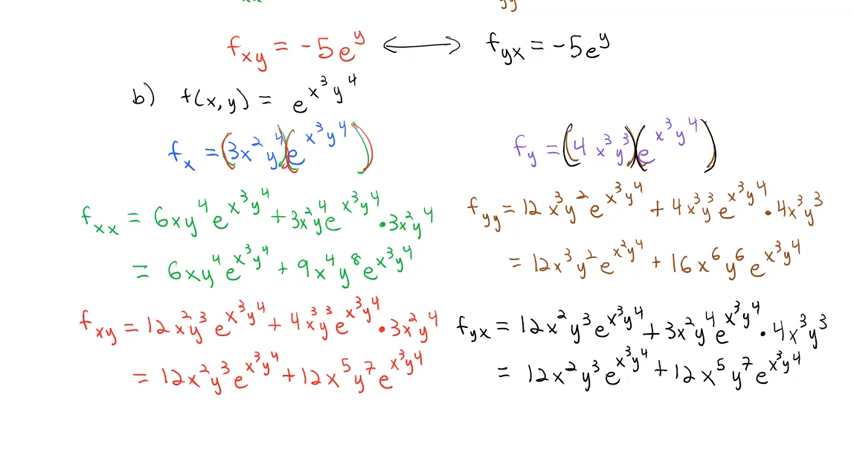 xx yy
f_xy = -5e^y ⟷ f_yx = -5e^y
b) f(x,y) = e^{x^3y^4}
f_x = (3x^2y^4)(e^{x^3y^4}) f_y = (4x^3y^3)(e^{x^3y^4})
f_xx = 6xy^4e^{x^3y^4} + 3x^2y^4e^{x^3y^4} • 3x^2y^4
= 6xy^4e^{x^3y^4} + 9x^4y^8e^{x^3y^4}
f_yy = 12x^3y^2e^{x^3y^4} + 4x^3y^3e^{x^3y^4} • 4x^3y^3
= 12x^3y^2e^{x^2y^4} + 16x^6y^6e^{x^3y^4}
f_xy = 12x^2y^3e^{x^3y^4} + 4x^3y^3e^{x^3y^4} • 3x^2y^4
= 12x^2y^3e^{x^3y^4} + 12x^5y^7e^{x^3y^4}
f_yx = 12x^2y^3e^{x^3y^4} + 3x^2y^4e^{x^3y^4} • 4x^3y^3
= 12x^2y^3e^{x^3y^4} + 12x^5y^7e^{x^3y^4}